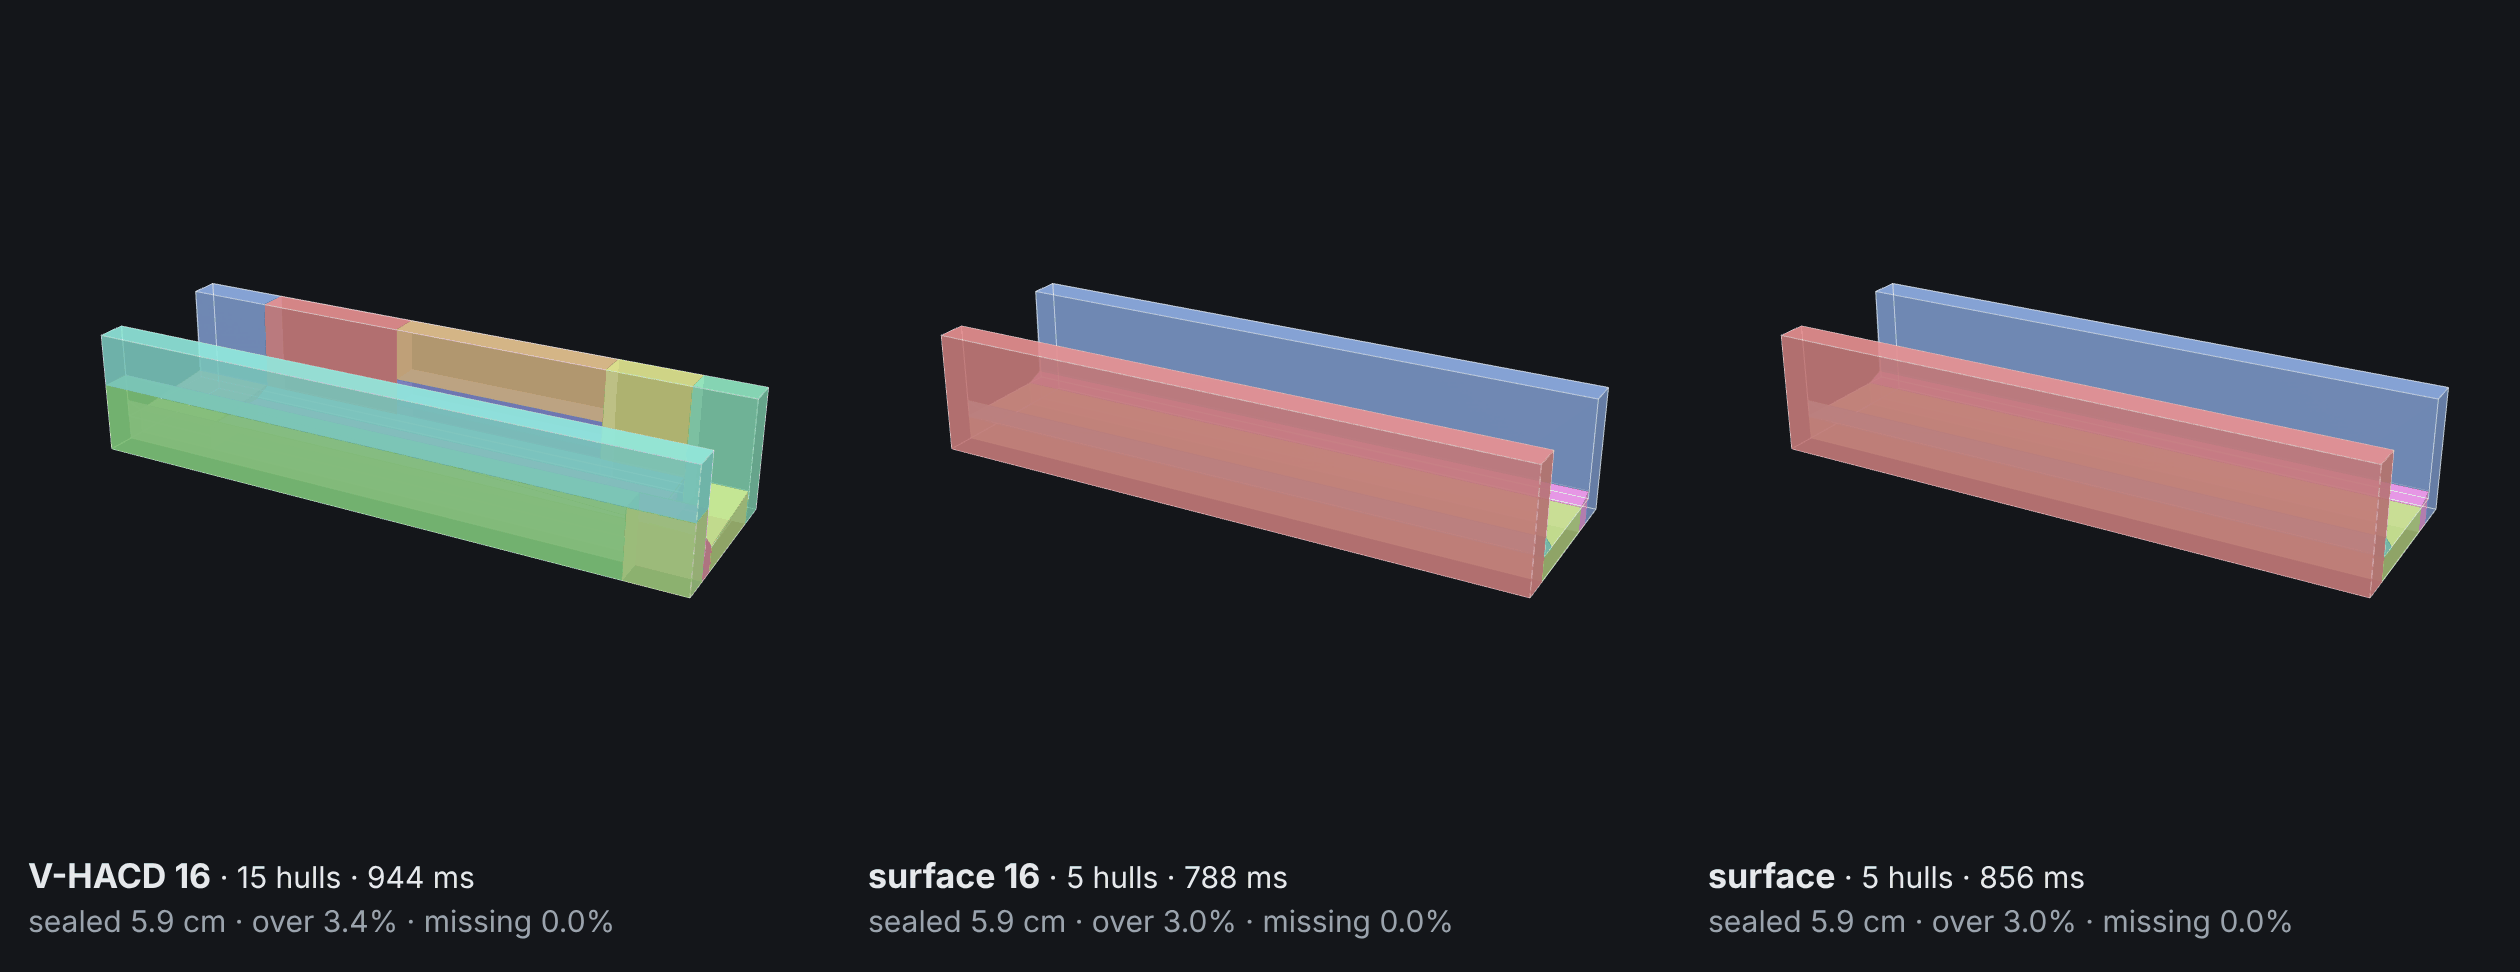 V-HACD 16 · 15 hulls · 944 ms
sealed 5.9 cm · over 3.4% · missing 0.0%
surface 16 · 5 hulls · 788 ms
sealed 5.9 cm · over 3.0% · missing 0.0%
surface · 5 hulls · 856 ms
sealed 5.9 cm · over 3.0% · missing 0.0%